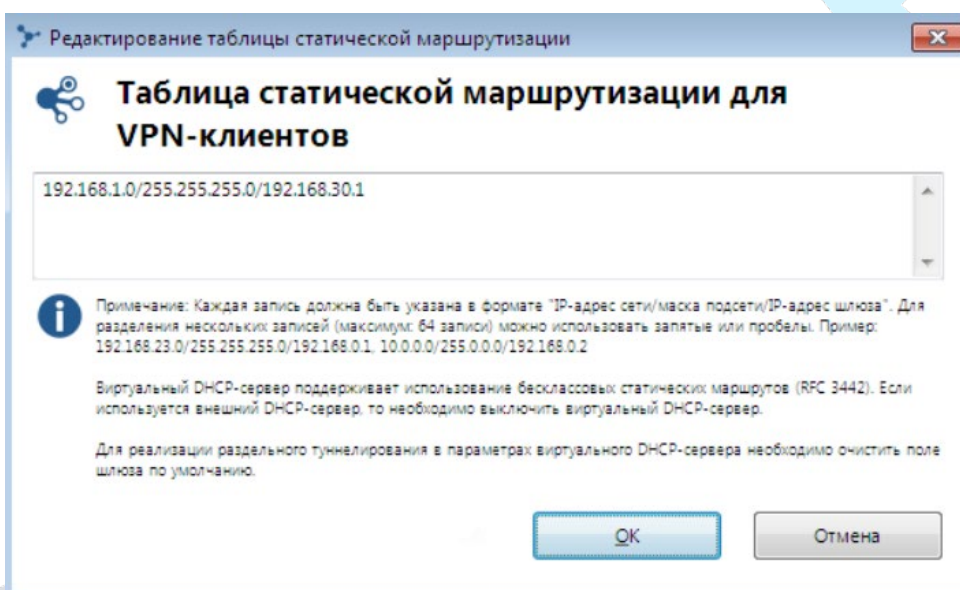 Редактирование таблицы статической маршрутизации
Таблица статической маршрутизации для
VPN-клиентов
192.168.1.0/255.255.255.0/192.168.30.1
Примечание: Каждая запись должна быть указана в формате "IP-адрес сети/маска подсети/IP-адрес шлюза". Для
разделения нескольких записей (максимум: 64 записи) можно использовать запятые или пробелы. Пример:
192.168.23.0/255.255.255.0/192.168.0.1, 10.0.0.0/255.0.0.0/192.168.0.2
Виртуальный DHCP-сервер поддерживает использование бесклассовых статических маршрутов (RFC 3442). Если
используется внешний DHCP-сервер, то необходимо выключить виртуальный DHCP-сервер.
Для реализации раздельного туннелирования в параметрах виртуального DHCP-сервера необходимо очистить поле
шлюза по умолчанию.
OK
Отмена